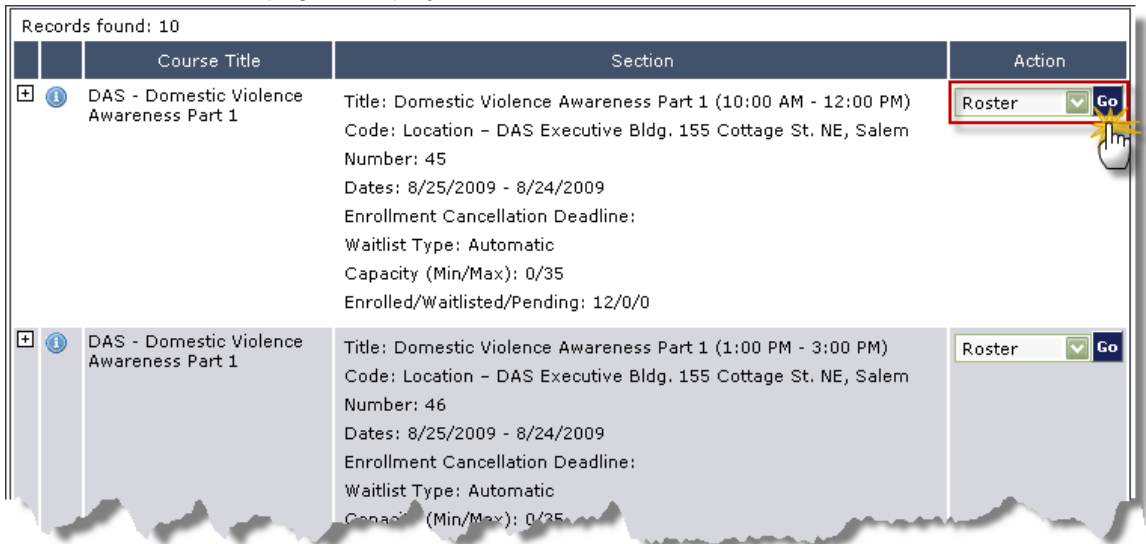 Records found: 10
Course Title Section Action
DAS - Domestic Violence
Awareness Part 1
Title: Domestic Violence Awareness Part 1 (10:00 AM - 12:00 PM)
Code: Location – DAS Executive Bldg. 155 Cottage St. NE, Salem
Number: 45
Dates: 8/25/2009 - 8/24/2009
Enrollment Cancellation Deadline:
Waitlist Type: Automatic
Capacity (Min/Max): 0/35
Enrolled/Waitlisted/Pending: 12/0/0
Roster Go
DAS - Domestic Violence
Awareness Part 1
Title: Domestic Violence Awareness Part 1 (1:00 PM - 3:00 PM)
Code: Location – DAS Executive Bldg. 155 Cottage St. NE, Salem
Number: 46
Dates: 8/25/2009 - 8/24/2009
Enrollment Cancellation Deadline:
Waitlist Type: Automatic
Capacity (Min/Max): 0/35
Roster Go